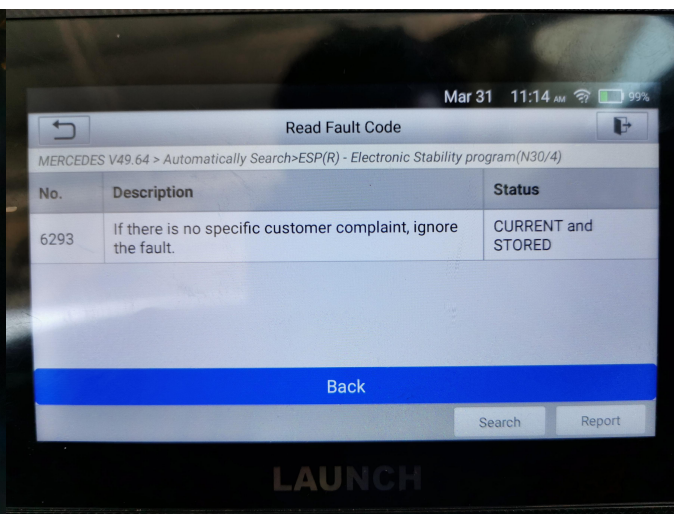 Mar 31 11:14 AM 99%
Read Fault Code
MERCEDES V49.64 > Automatically Search>ESP(R) - Electronic Stability program(N30/4)
No. Description Status
6293 If there is no specific customer complaint, ignore the fault. CURRENT and STORED
Back
Search Report
LAUNCH